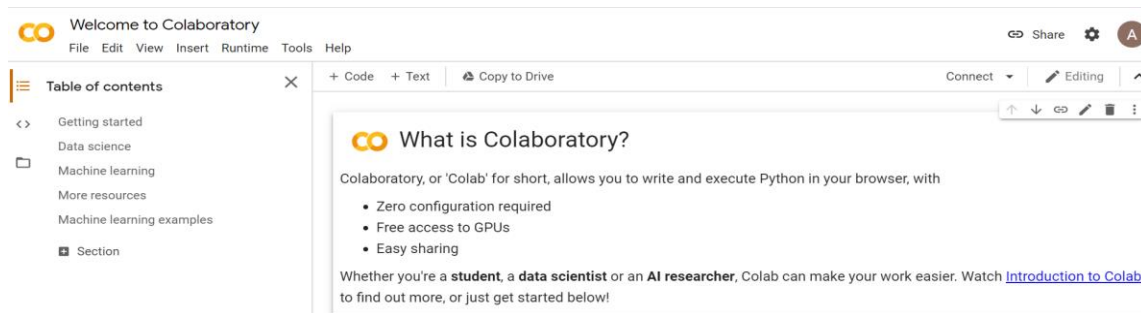 CO Welcome to Colaboratory
File Edit View Insert Runtime Tools Help
Share A
Table of contents
+ Code + Text Copy to Drive
Connect Editing
Getting started
Data science
Machine learning
More resources
Machine learning examples
Section
CO What is Colaboratory?
Colaboratory, or 'Colab' for short, allows you to write and execute Python in your browser, with
• Zero configuration required
• Free access to GPUs
• Easy sharing
Whether you're a student, a data scientist or an AI researcher, Colab can make your work easier. Watch Introduction to Colab
to find out more, or just get started below!